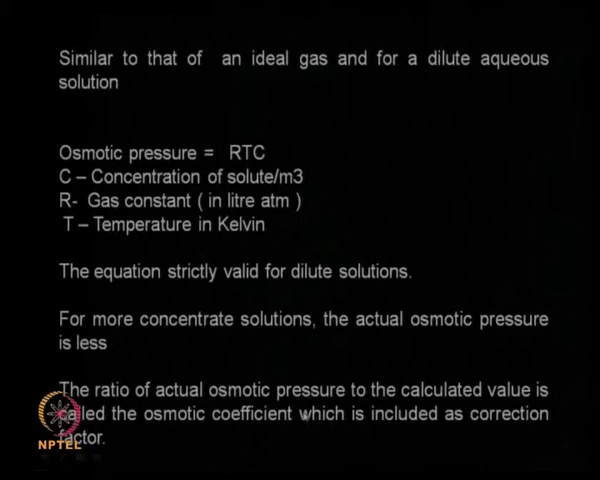 Similar to that of an ideal gas and for a dilute aqueous
solution
Osmotic pressure = RTC
C – Concentration of solute/m3
R- Gas constant ( in litre atm )
T – Temperature in Kelvin
The equation strictly valid for dilute solutions.
For more concentrate solutions, the actual osmotic pressure
is less
The ratio of actual osmotic pressure to the calculated value is
called the osmotic coefficient which is included as correction
factor.
NPTEL